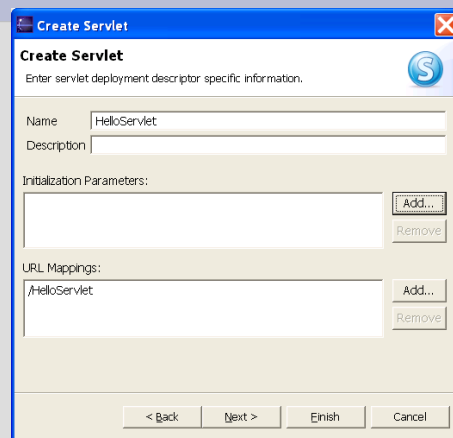 Create Servlet
Create Servlet
Enter servlet deployment descriptor specific information.
Name HelloServlet
Description
Initialization Parameters:
Add...
Remove
URL Mappings:
/HelloServlet
Add...
Remove
< Back Next > Finish Cancel